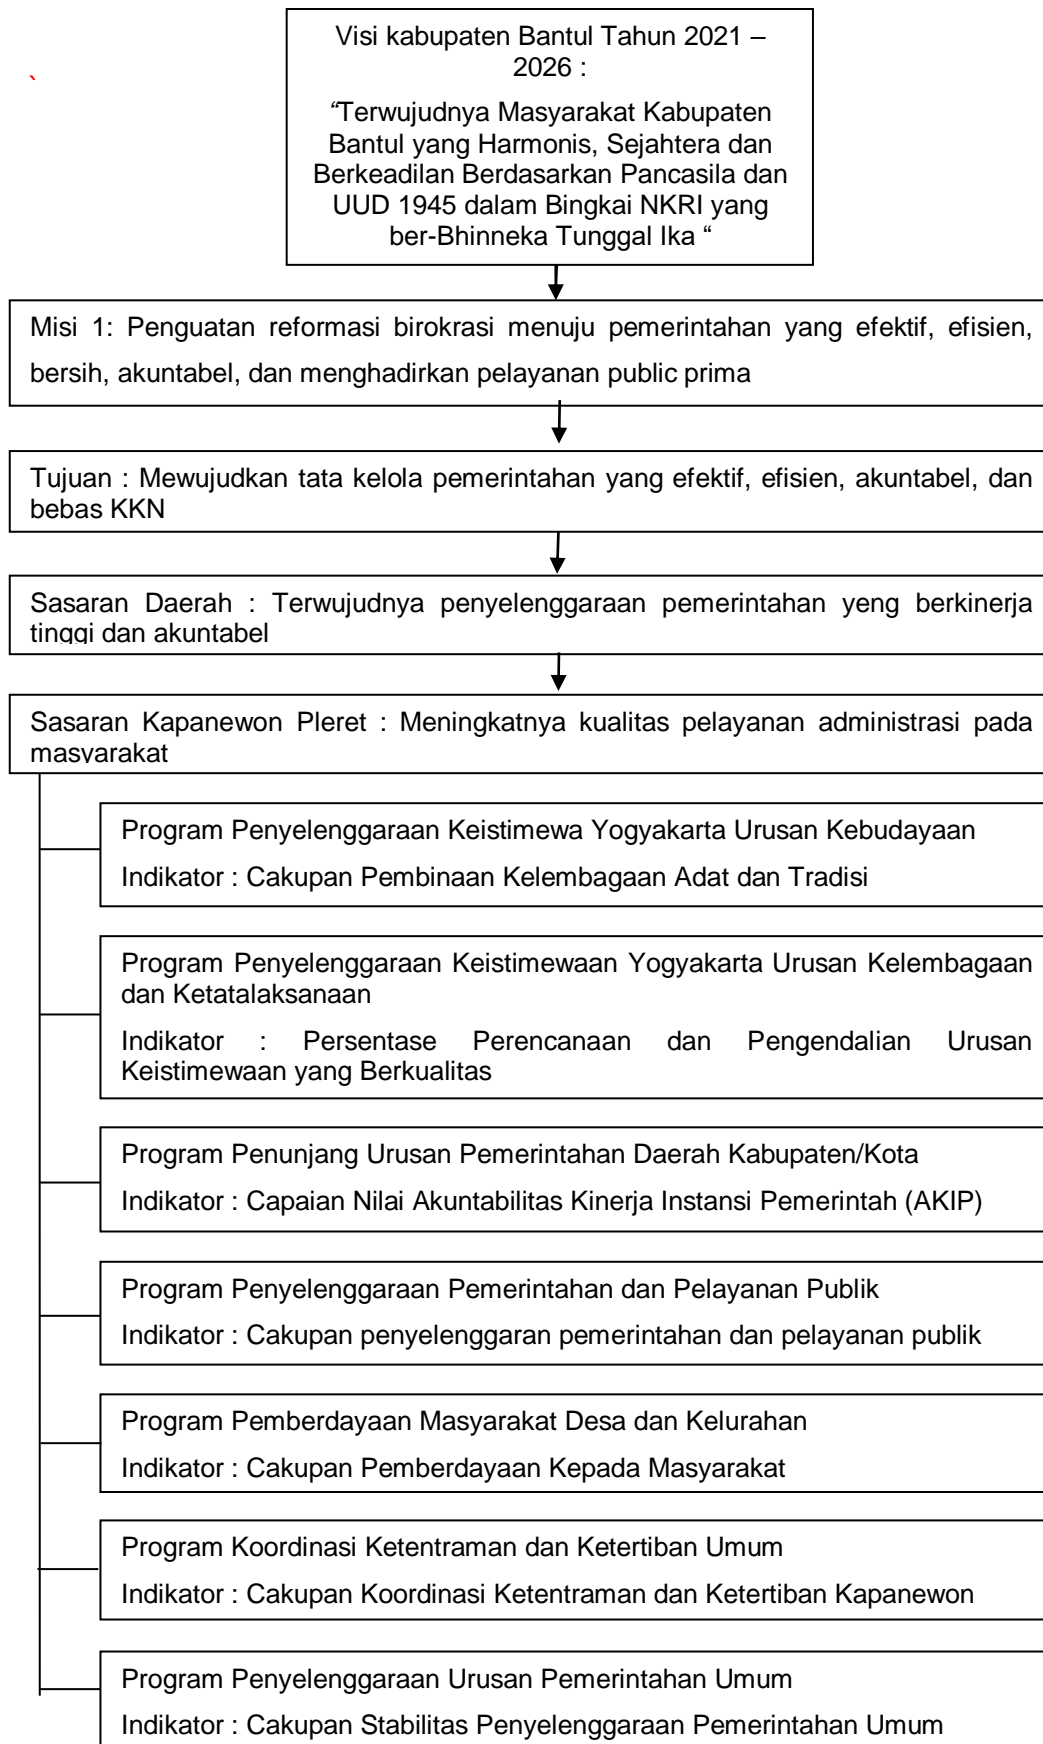 Visi kabupaten Bantul Tahun 2021 –
2026 :
`
“Terwujudnya Masyarakat Kabupaten
Bantul yang Harmonis, Sejahtera dan
Berkeadilan Berdasarkan Pancasila dan
UUD 1945 dalam Bingkai NKRI yang
ber-Bhinneka Tunggal Ika “
Misi 1: Penguatan reformasi birokrasi menuju pemerintahan yang efektif, efisien,
bersih, akuntabel, dan menghadirkan pelayanan public prima
Tujuan : Mewujudkan tata kelola pemerintahan yang efektif, efisien, akuntabel, dan
bebas KKN
Sasaran Daerah : Terwujudnya penyelenggaraan pemerintahan yeng berkinerja
tinggi dan akuntabel
Sasaran Kapanewon Pleret : Meningkatnya kualitas pelayanan administrasi pada
masyarakat
Program Penyelenggaraan Keistimewa Yogyakarta Urusan Kebudayaan
Indikator : Cakupan Pembinaan Kelembagaan Adat dan Tradisi
Program Penyelenggaraan Keistimewaan Yogyakarta Urusan Kelembagaan
dan Ketatalaksanaan
Indikator : Persentase Perencanaan dan Pengendalian Urusan
Keistimewaan yang Berkualitas
Program Penunjang Urusan Pemerintahan Daerah Kabupaten/Kota
Indikator : Capaian Nilai Akuntabilitas Kinerja Instansi Pemerintah (AKIP)
Program Penyelenggaraan Pemerintahan dan Pelayanan Publik
Indikator : Cakupan penyelenggaran pemerintahan dan pelayanan publik
Program Pemberdayaan Masyarakat Desa dan Kelurahan
Indikator : Cakupan Pemberdayaan Kepada Masyarakat
Program Koordinasi Ketentraman dan Ketertiban Umum
Indikator : Cakupan Koordinasi Ketentraman dan Ketertiban Kapanewon
Program Penyelenggaraan Urusan Pemerintahan Umum
Indikator : Cakupan Stabilitas Penyelenggaraan Pemerintahan Umum